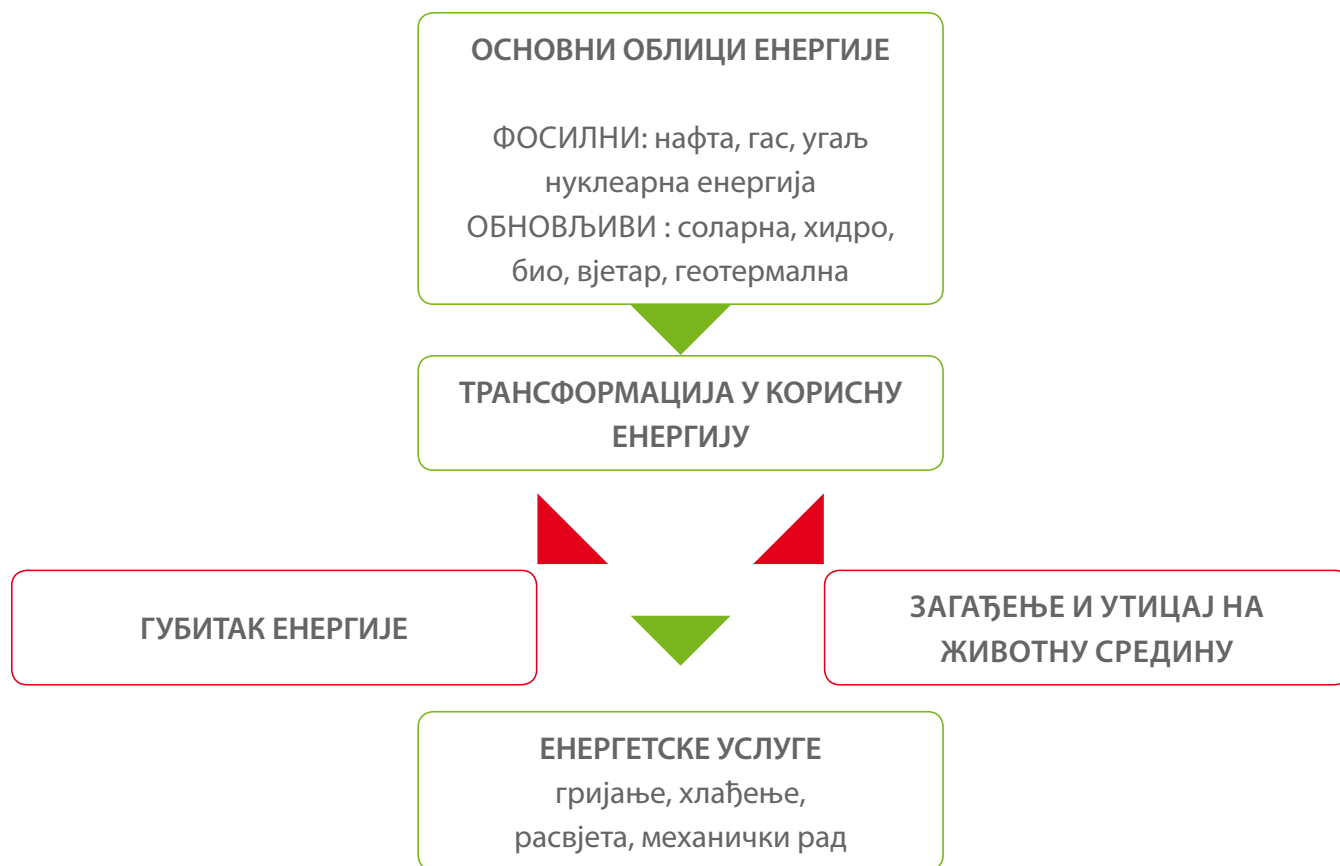 ОСНОВНИ ОБЛИЦИ ЕНЕРГИЈЕ
ФОСИЛНИ: нафта, гас, угаљ
нуклеарна енергија
ОБНОВЉИВИ : соларна, хидро,
био, вјетар, геотермална
ТРАНСФОРМАЦИЈА У КОРИСНУ
ЕНЕРГИЈУ
ГУБИТАК ЕНЕРГИЈЕ
ЗАГАЂЕЊЕ И УТИЦАЈ НА
ЖИВОТНУ СРЕДИНУ
ЕНЕРГЕТСКЕ УСЛУГЕ
гријање, хлађење,
расвјета, механички рад